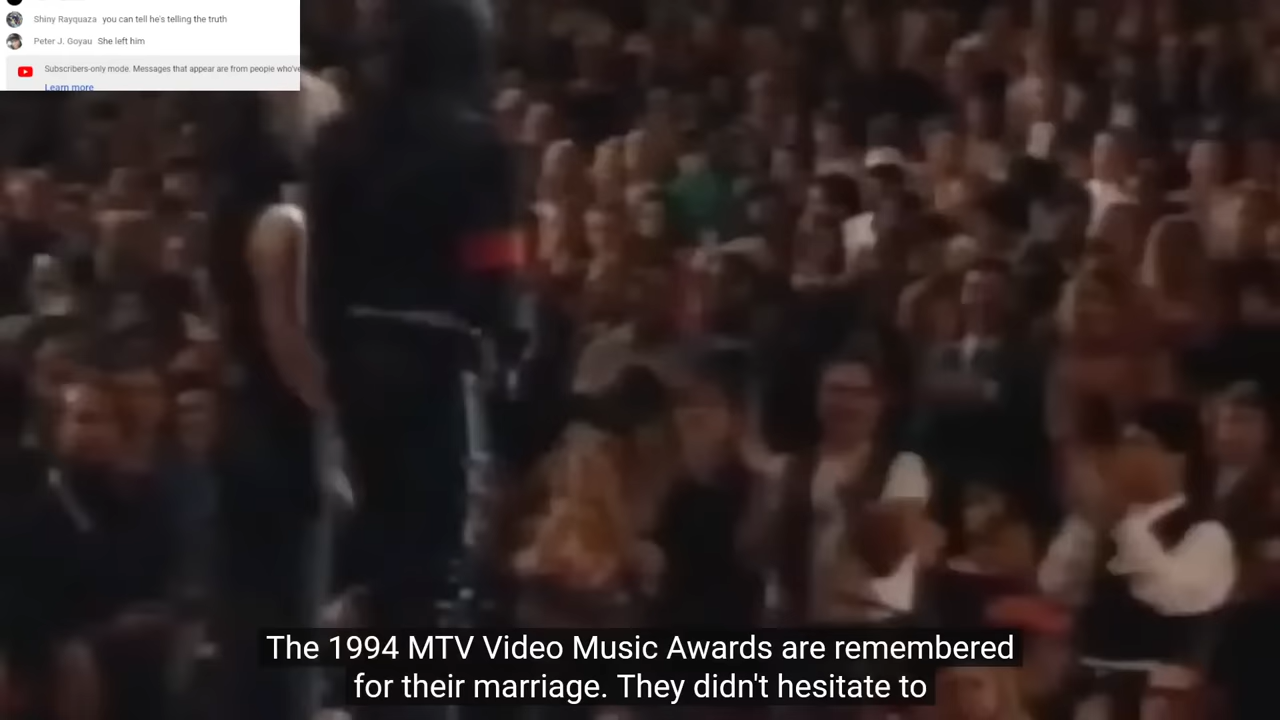 Shiny Rayquaza you can tell he's telling the truth
Peter J. Goyau She left him
Subscribers-only mode. Messages that appear are from people who've
Learn more
The 1994 MTV Video Music Awards are remembered
for their marriage. They didn't hesitate to